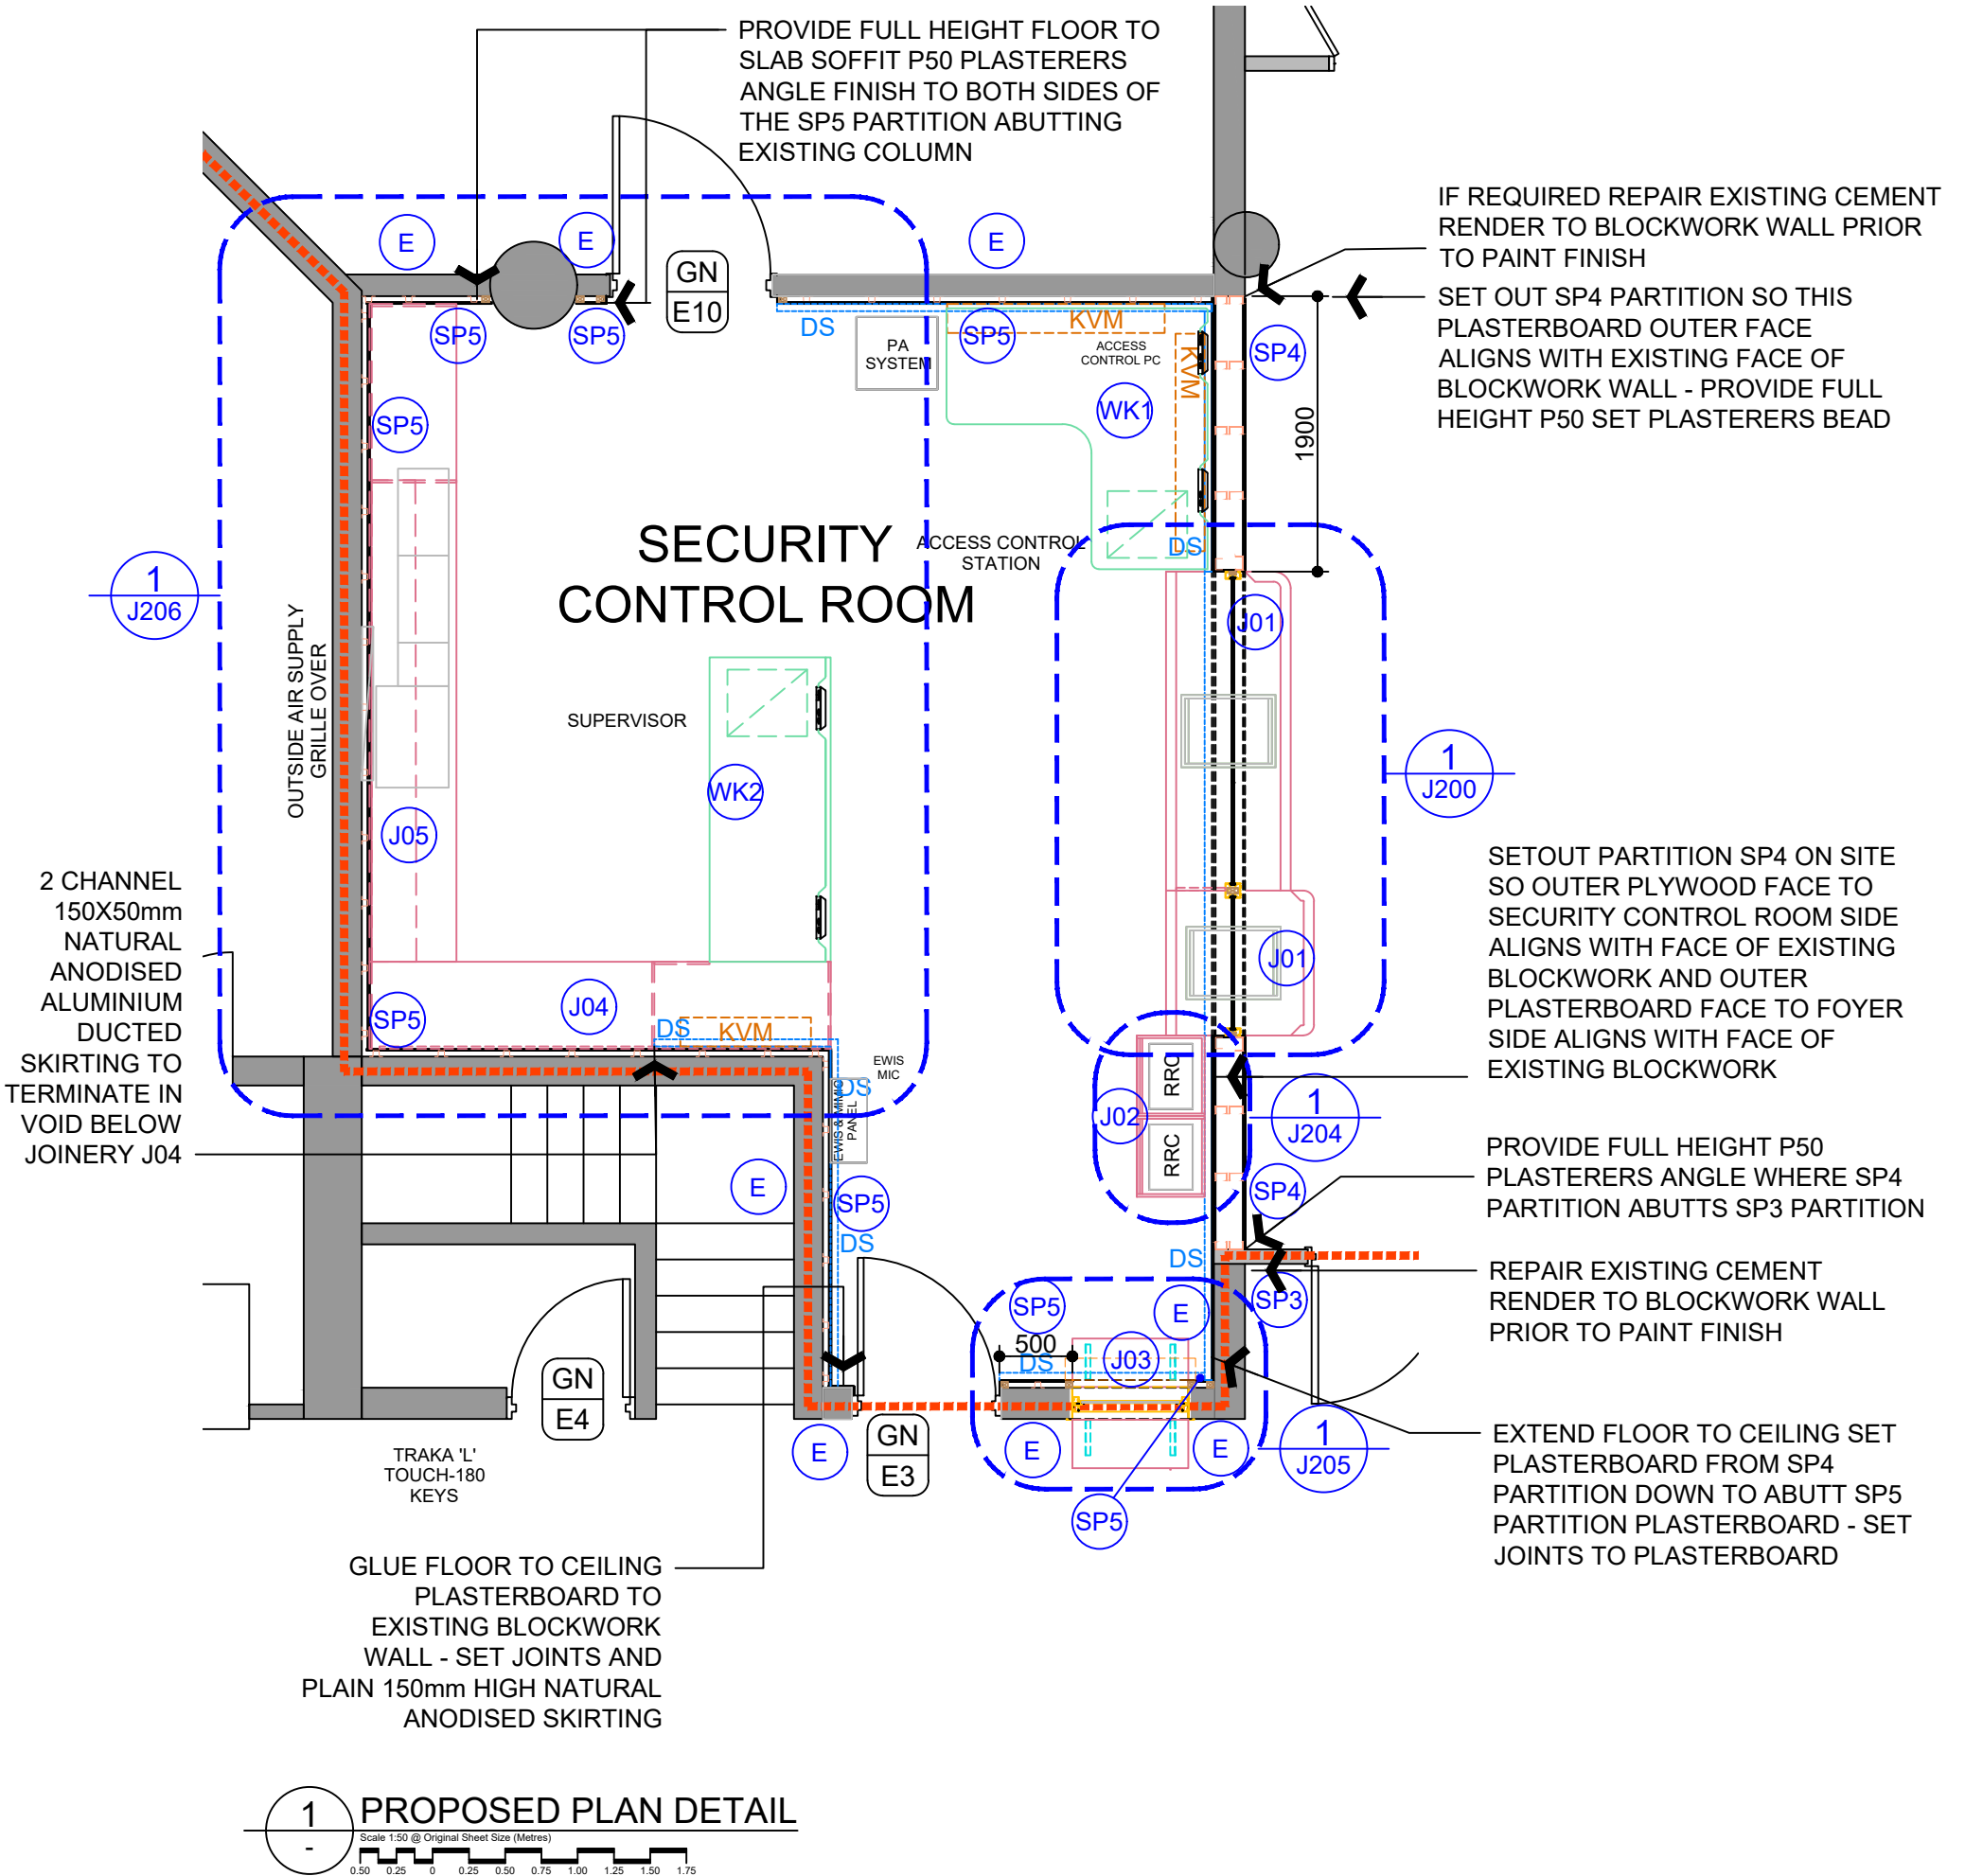 PROVIDE FULL HEIGHT FLOOR TO
SLAB SOFFIT P50 PLASTERERS
ANGLE FINISH TO BOTH SIDES OF
THE SP5 PARTITION ABUTTING
EXISTING COLUMN
IF REQUIRED REPAIR EXISTING CEMENT
RENDER TO BLOCKWORK WALL PRIOR
TO PAINT FINISH
SET OUT SP4 PARTITION SO THIS
PLASTERBOARD OUTER FACE
ALIGNS WITH EXISTING FACE OF
BLOCKWORK WALL - PROVIDE FULL
HEIGHT P50 SET PLASTERERS BEAD
E
E
E
GN
E10
SP5
SP5
DS
KVM
SP5
PA
SYSTEM
ACCESS
CONTROL PC
KVM
SP4
WK1
SP5
1900
SECURITY
CONTROL ROOM
ACCESS CONTROL
STATION
DS
1
J206
OUTSIDE AIR SUPPLY
GRILLE OVER
J01
SUPERVISOR
WK2
J05
1
J200
2 CHANNEL
150X50mm
NATURAL
ANODISED
ALUMINIUM
DUCTED
SKIRTING TO
TERMINATE IN
VOID BELOW
JOINERY J04
SETOUT PARTITION SP4 ON SITE
SO OUTER PLYWOOD FACE TO
SECURITY CONTROL ROOM SIDE
ALIGNS WITH FACE OF EXISTING
BLOCKWORK AND OUTER
PLASTERBOARD FACE TO FOYER
SIDE ALIGNS WITH FACE OF
EXISTING BLOCKWORK
J01
SP5
J04
DS
KVM
EWIS
MIC
DS
EWIS & MIMIC
PANEL
RRC
J02
RRC
1
J204
PROVIDE FULL HEIGHT P50
PLASTERERS ANGLE WHERE SP4
PARTITION ABUTTS SP3 PARTITION
E
SP5
SP4
DS
DS
REPAIR EXISTING CEMENT
RENDER TO BLOCKWORK WALL
PRIOR TO PAINT FINISH
SP5
E
SP3
500
DS
J03
GN
E4
GN
E3
E
E
E
1
J205
TRAKA 'L'
TOUCH-180
KEYS
SP5
EXTEND FLOOR TO CEILING SET
PLASTERBOARD FROM SP4
PARTITION DOWN TO ABUTT SP5
PARTITION PLASTERBOARD - SET
JOINTS TO PLASTERBOARD
GLUE FLOOR TO CEILING
PLASTERBOARD TO
EXISTING BLOCKWORK
WALL - SET JOINTS AND
PLAIN 150mm HIGH NATURAL
ANODISED SKIRTING
1
-
PROPOSED PLAN DETAIL
Scale 1:50 @ Original Sheet Size (Metres)
0.50 0.25 0 0.25 0.50 0.75 1.00 1.25 1.50 1.75